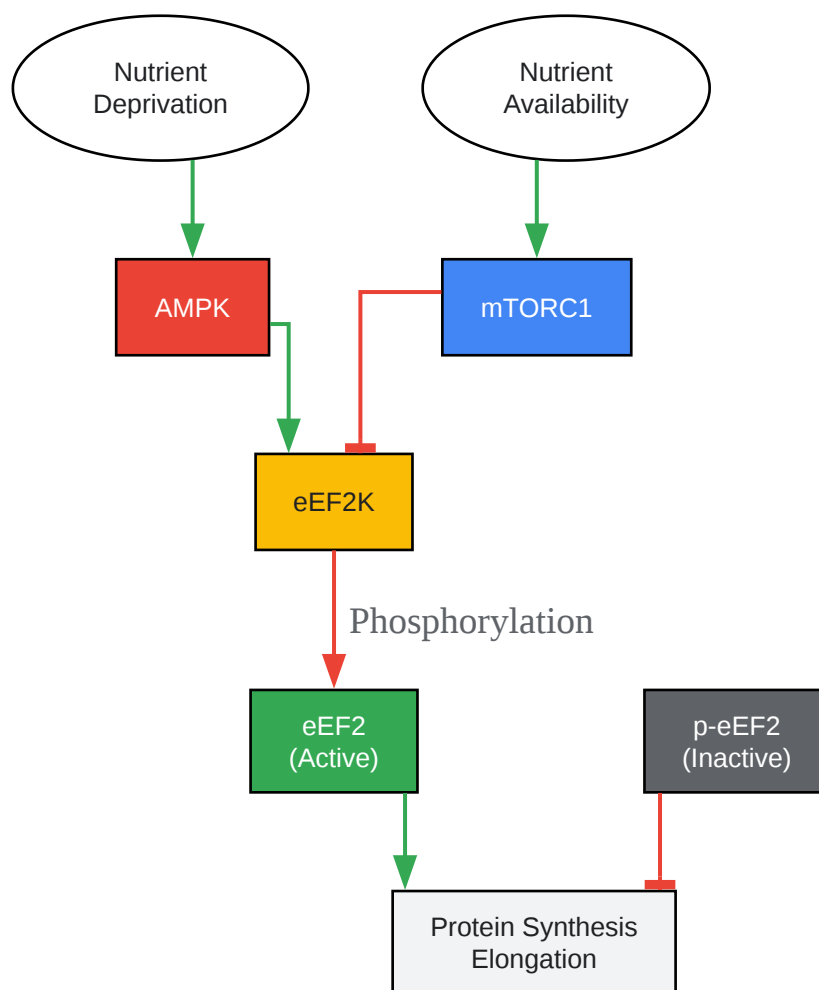 Nutrient
Deprivation
Nutrient
Availability
AMPK
mTORC1
eEF2K
Phosphorylation
eEF2
(Active)
p-eEF2
(Inactive)
Protein Synthesis
Elongation